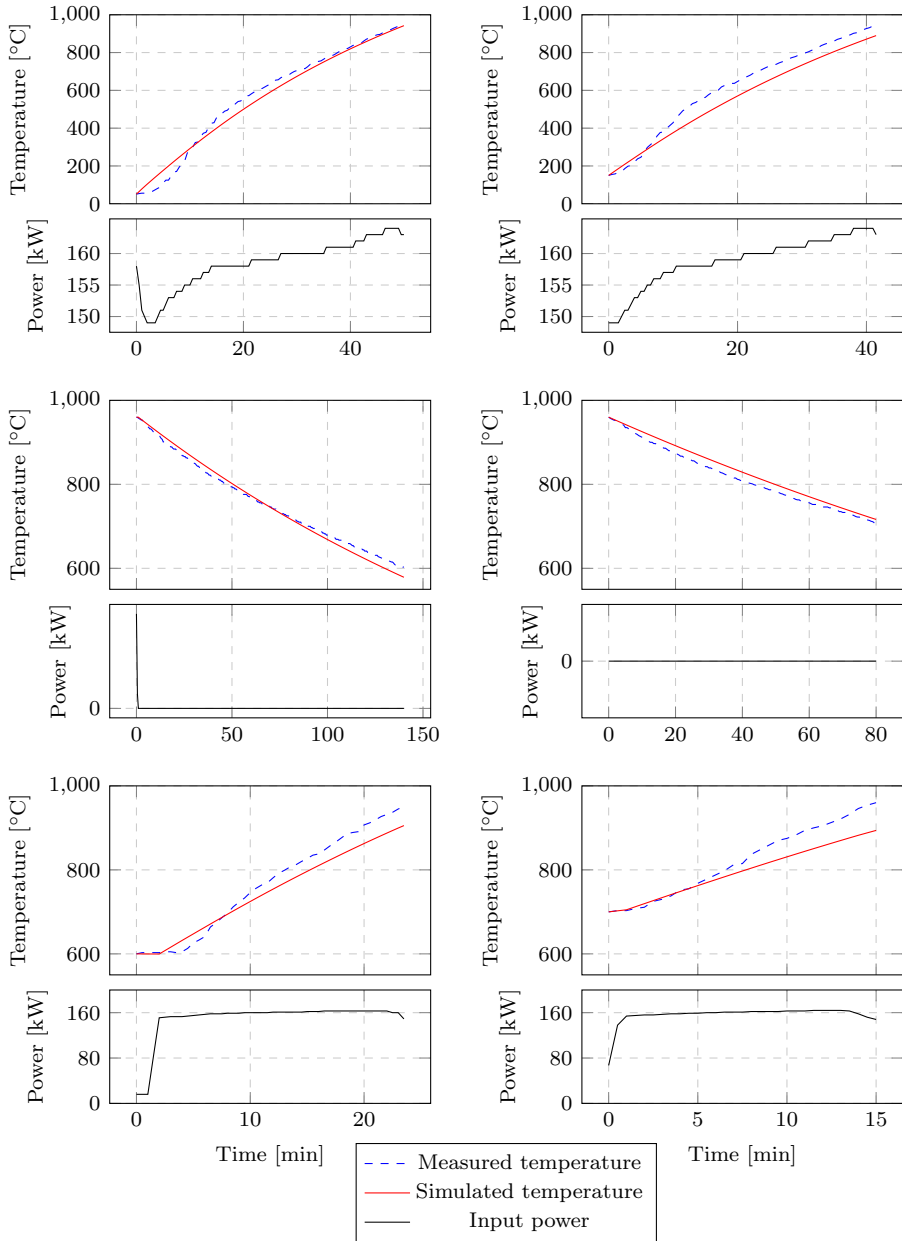 1,000
800
600
400
200
0
Temperature [°C]
1,000
800
600
400
200
0
Temperature [°C]
160
155
150
Power [kW]
0 20 40
160
155
150
Power [kW]
0 20 40
1,000
800
600
Temperature [°C]
1,000
800
600
Temperature [°C]
0
Power [kW]
0 50 100 150
0
Power [kW]
0 20 40 60 80
1,000
800
600
Temperature [°C]
1,000
800
600
Temperature [°C]
160
80
0
Power [kW]
0 10 20
Time [min]
160
80
0
Power [kW]
0 5 10 15
Time [min]
Measured temperature
Simulated temperature
Input power